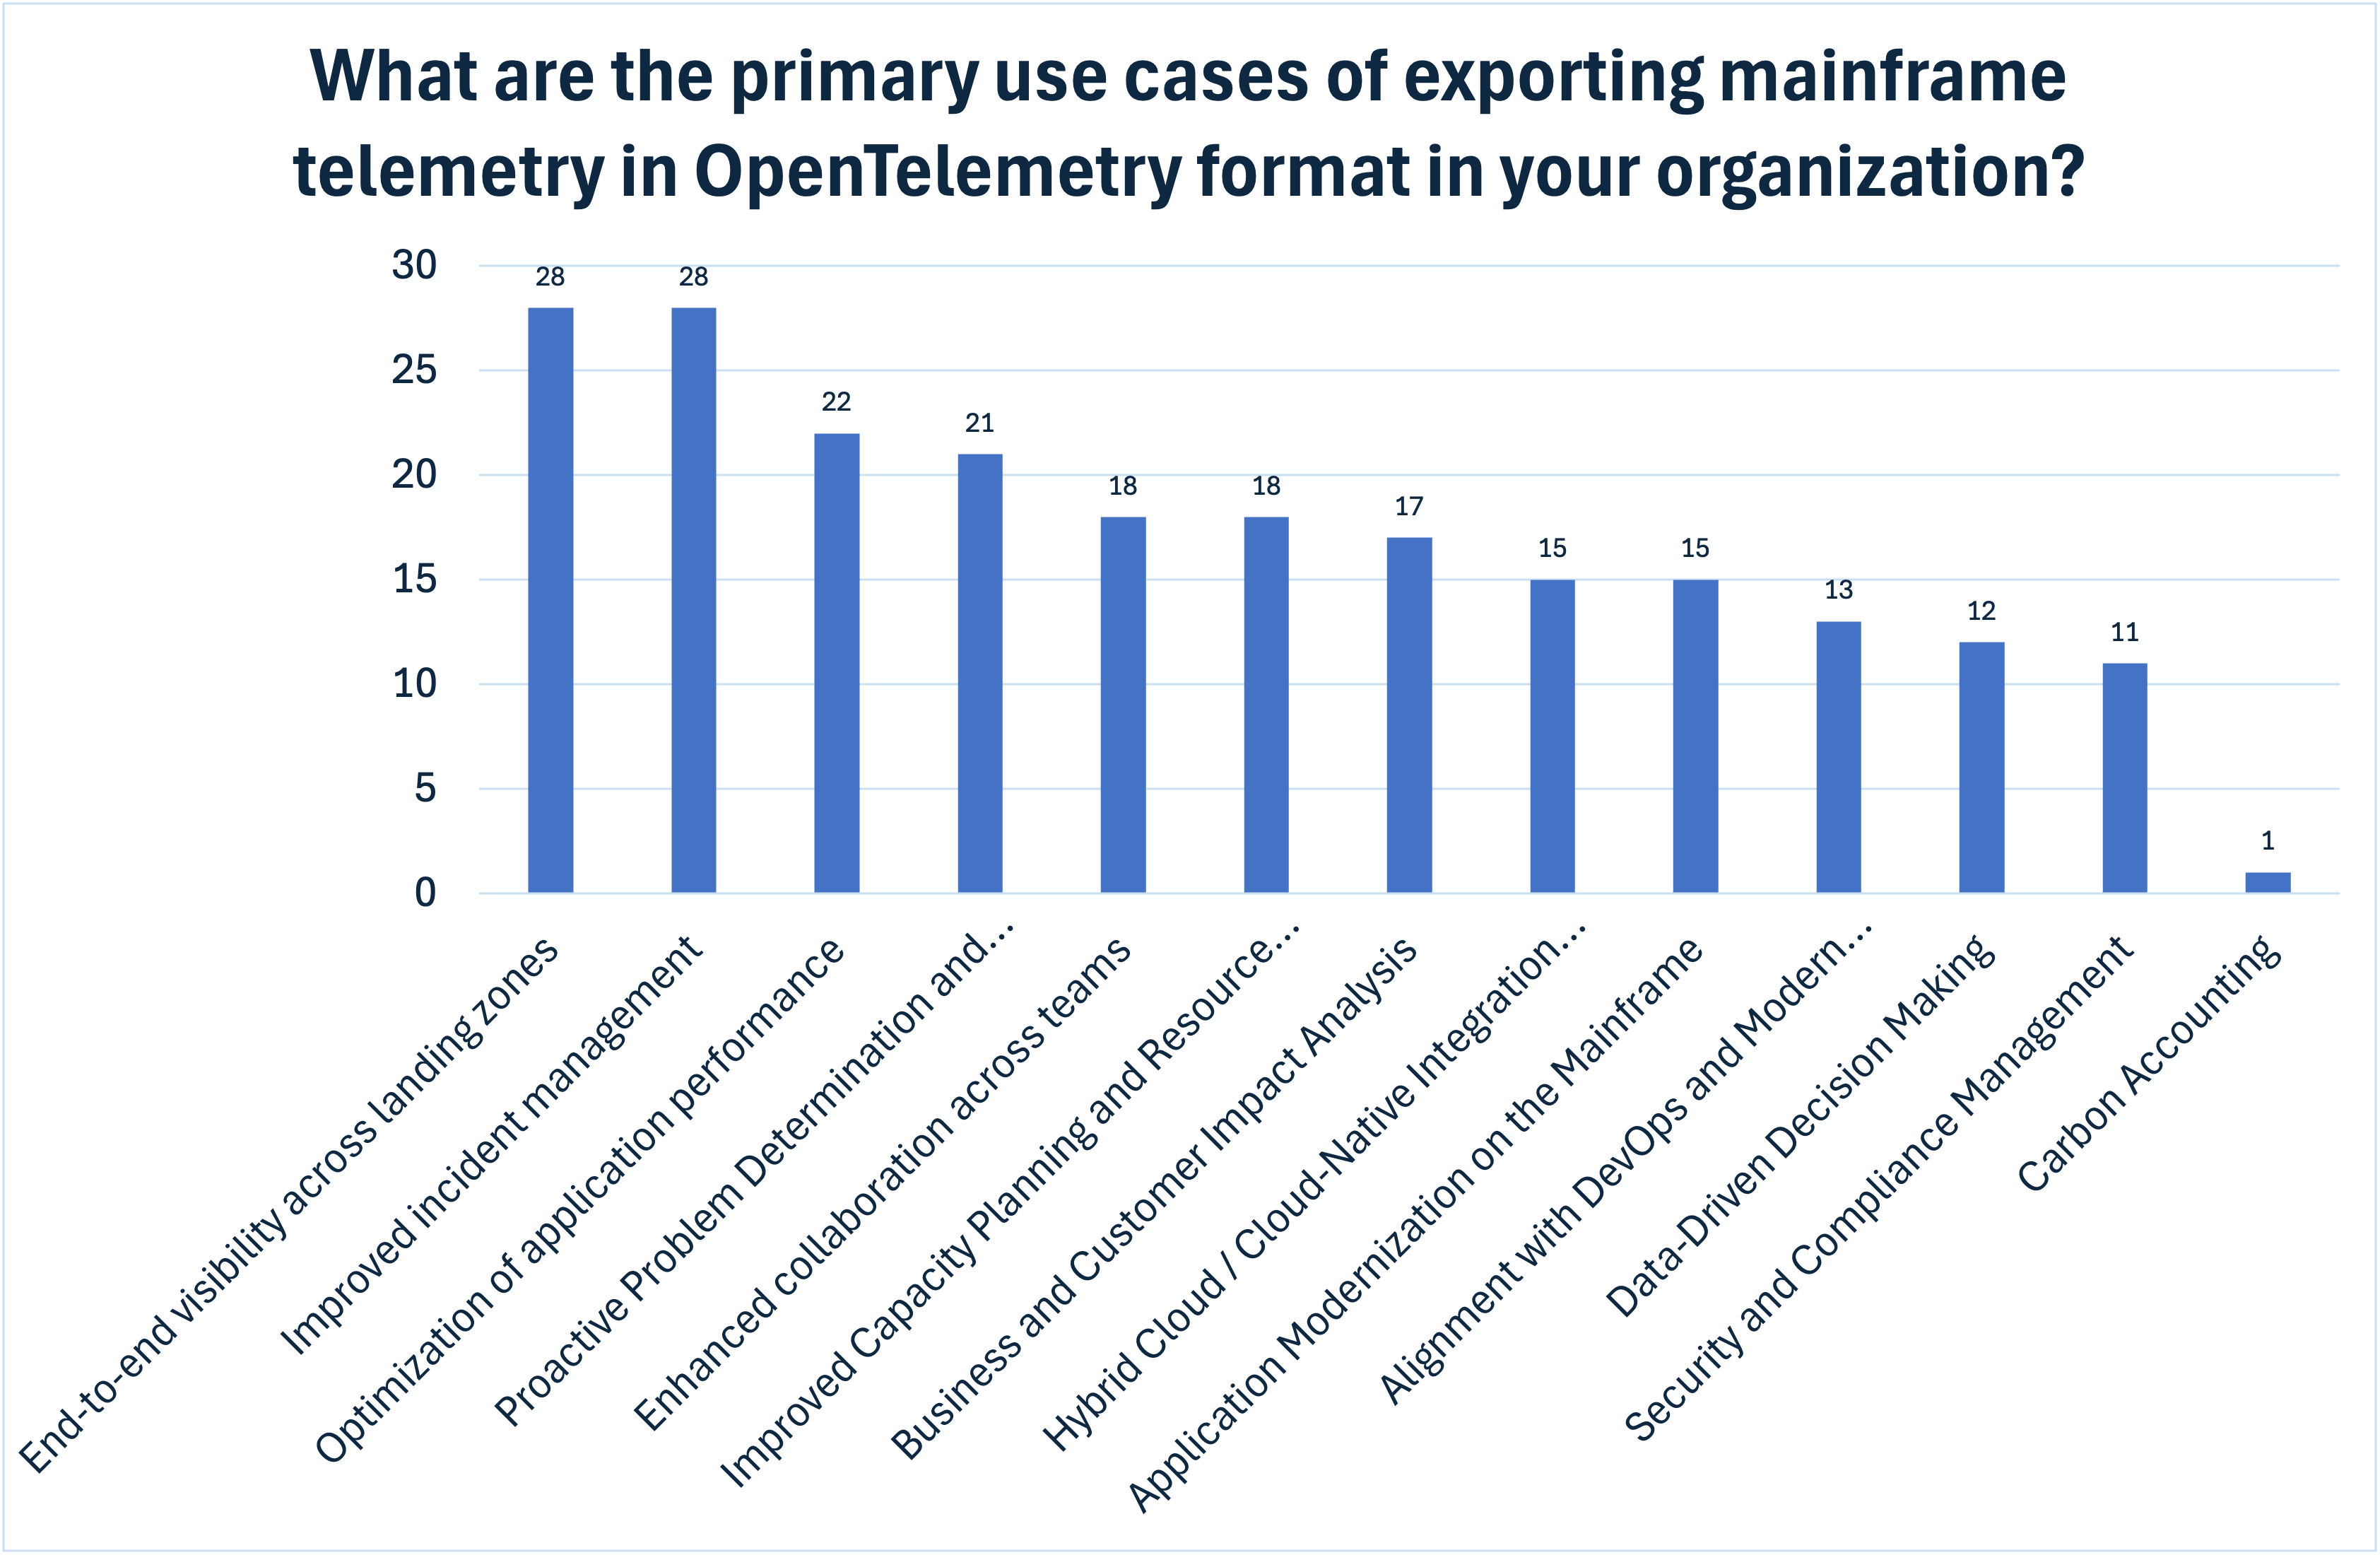 What are the primary use cases of exporting mainframe
telemetry in OpenTelemetry format in your organization?
30
25
20
15
10
5
0
28
28
22
21
18
18
17
15
15
13
12
11
1
End-to-end visibility across landing zones
Improved incident management
Optimization of application performance
Proactive Problem Determination and...
Enhanced collaboration across teams
Improved Capacity Planning and Resource...
Business and Customer Impact Analysis
Hybrid Cloud / Cloud-Native Integration...
Application Modernization on the Mainframe
Alignment with DevOps and Modern...
Data-Driven Decision Making
Security and Compliance Management
Carbon Accounting